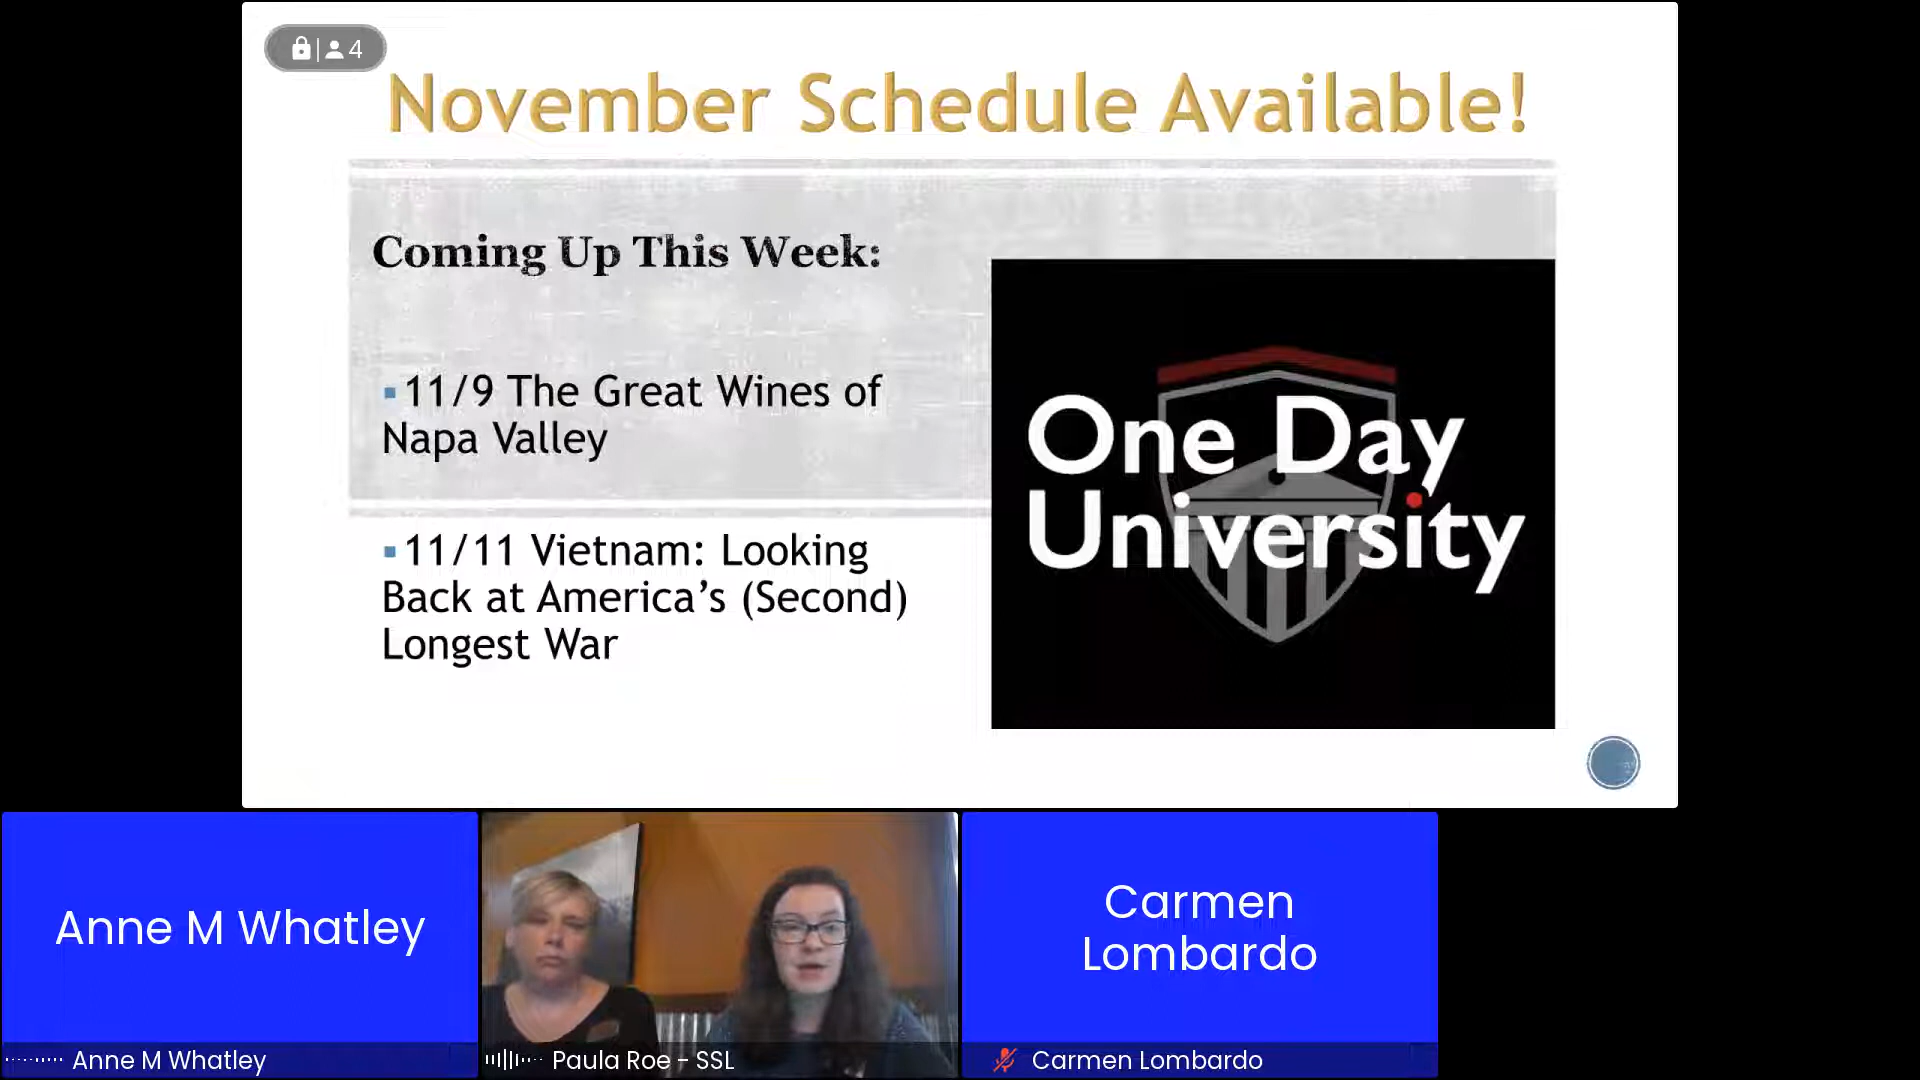 4
November Schedule Available!
Coming Up This Week:
▪11/9 The Great Wines of
Napa Valley
▪11/11 Vietnam: Looking
Back at America’s (Second)
Longest War
One Day
University
Anne M Whatley
Anne M Whatley
Paula Roe - SSL
Carmen
Lombardo
Carmen Lombardo